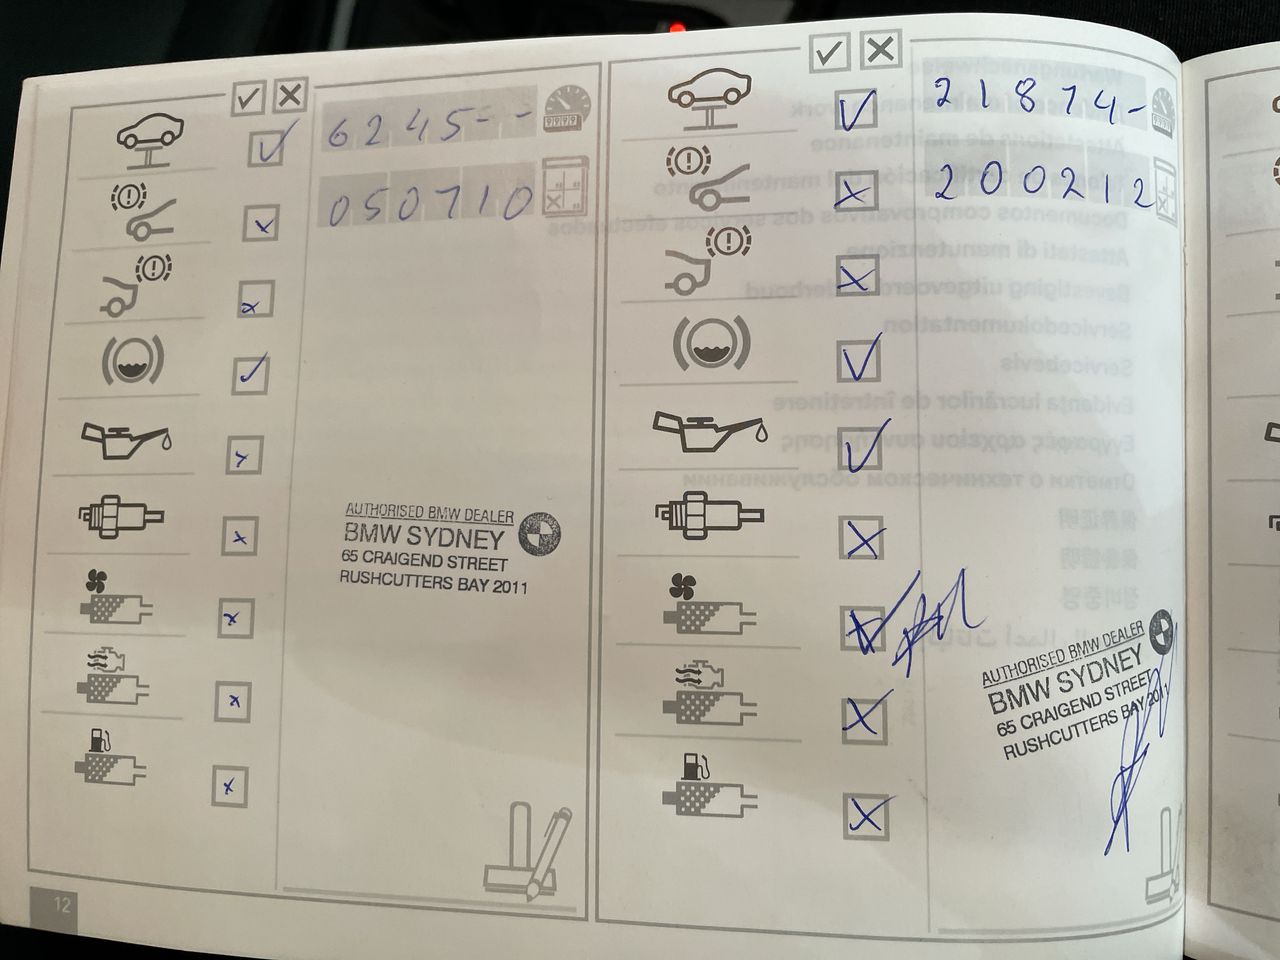 6245--
050710
AUTHORISED BMW DEALER
BMW SYDNEY
65 CRAIGEND STREET
RUSHCUTTERS BAY 2011
12
21874-
200212
AUTHORISED BMW DEALER
BMW SYDNEY
65 CRAIGEND STREET
RUSHCUTTERS BAY 2011